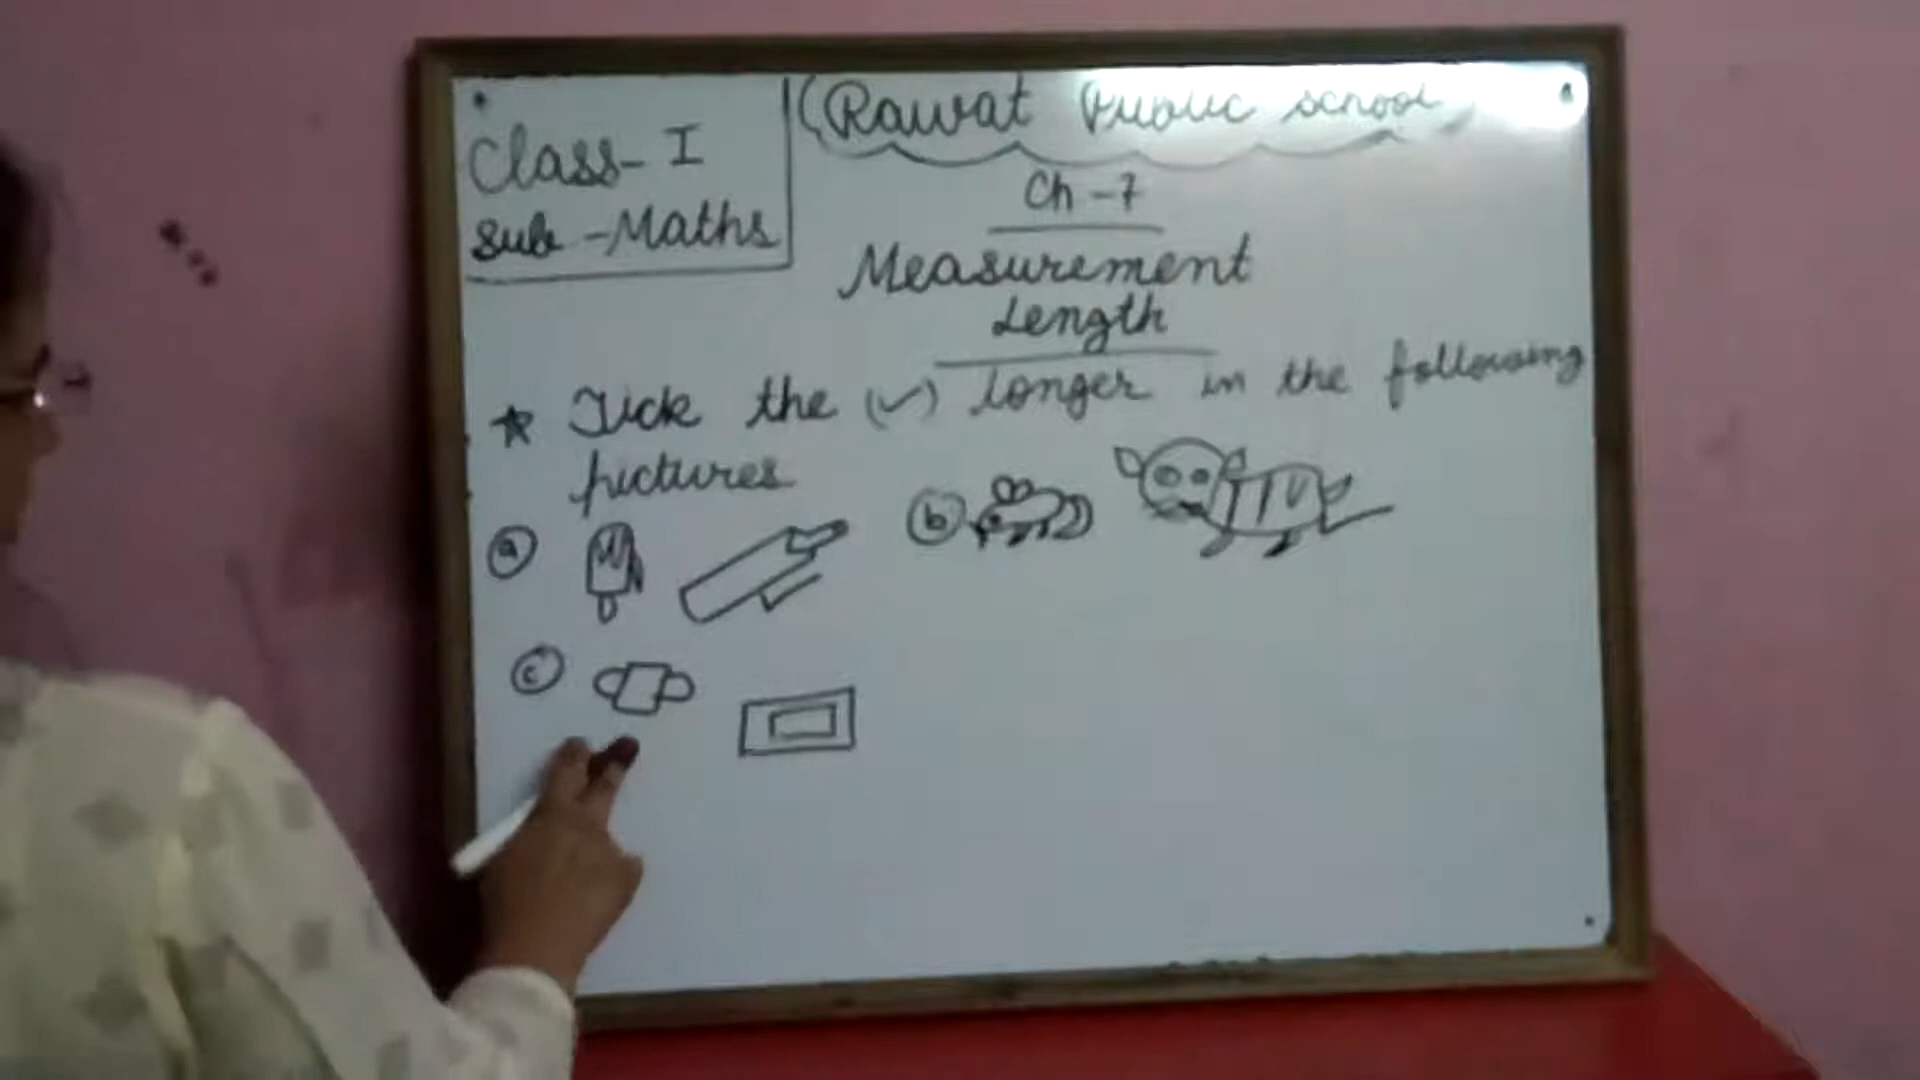 Class - I
Sub - Maths
(Rawat Public School)
Ch - 7
Measurement
Length
★ Tick the (✓) longer in the following
pictures
a
b
c